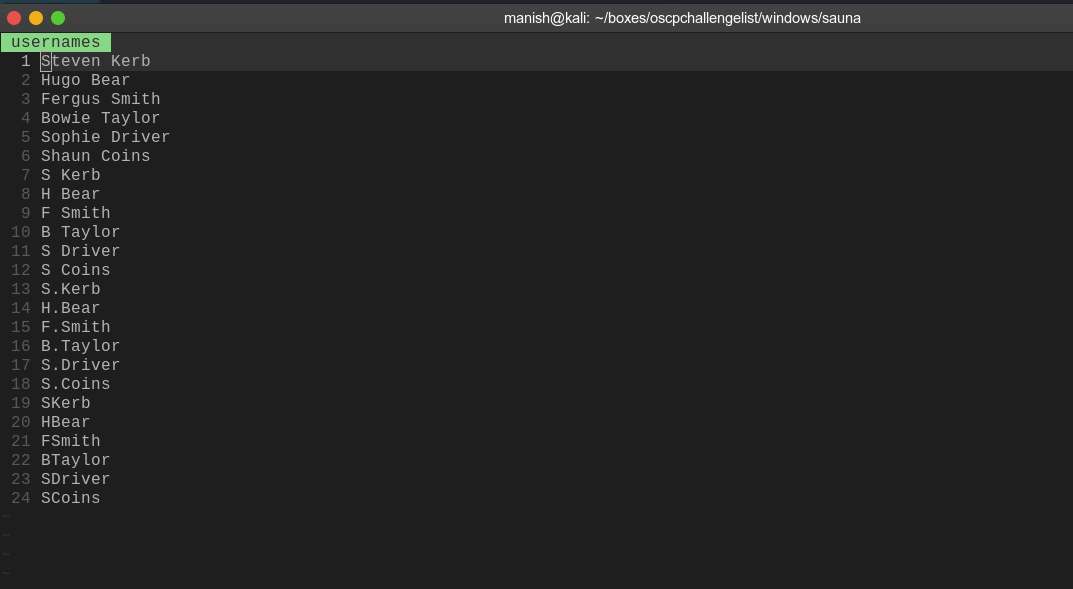 manish@kali: ~/boxes/oscpchallengelist/windows/sauna
usernames
1 Steven Kerb
2 Hugo Bear
3 Fergus Smith
4 Bowie Taylor
5 Sophie Driver
6 Shaun Coins
7 S Kerb
8 H Bear
9 F Smith
10 B Taylor
11 S Driver
12 S Coins
13 S.Kerb
14 H.Bear
15 F.Smith
16 B.Taylor
17 S.Driver
18 S.Coins
19 SKerb
20 HBear
21 FSmith
22 BTaylor
23 SDriver
24 SCoins
~
~
~
~